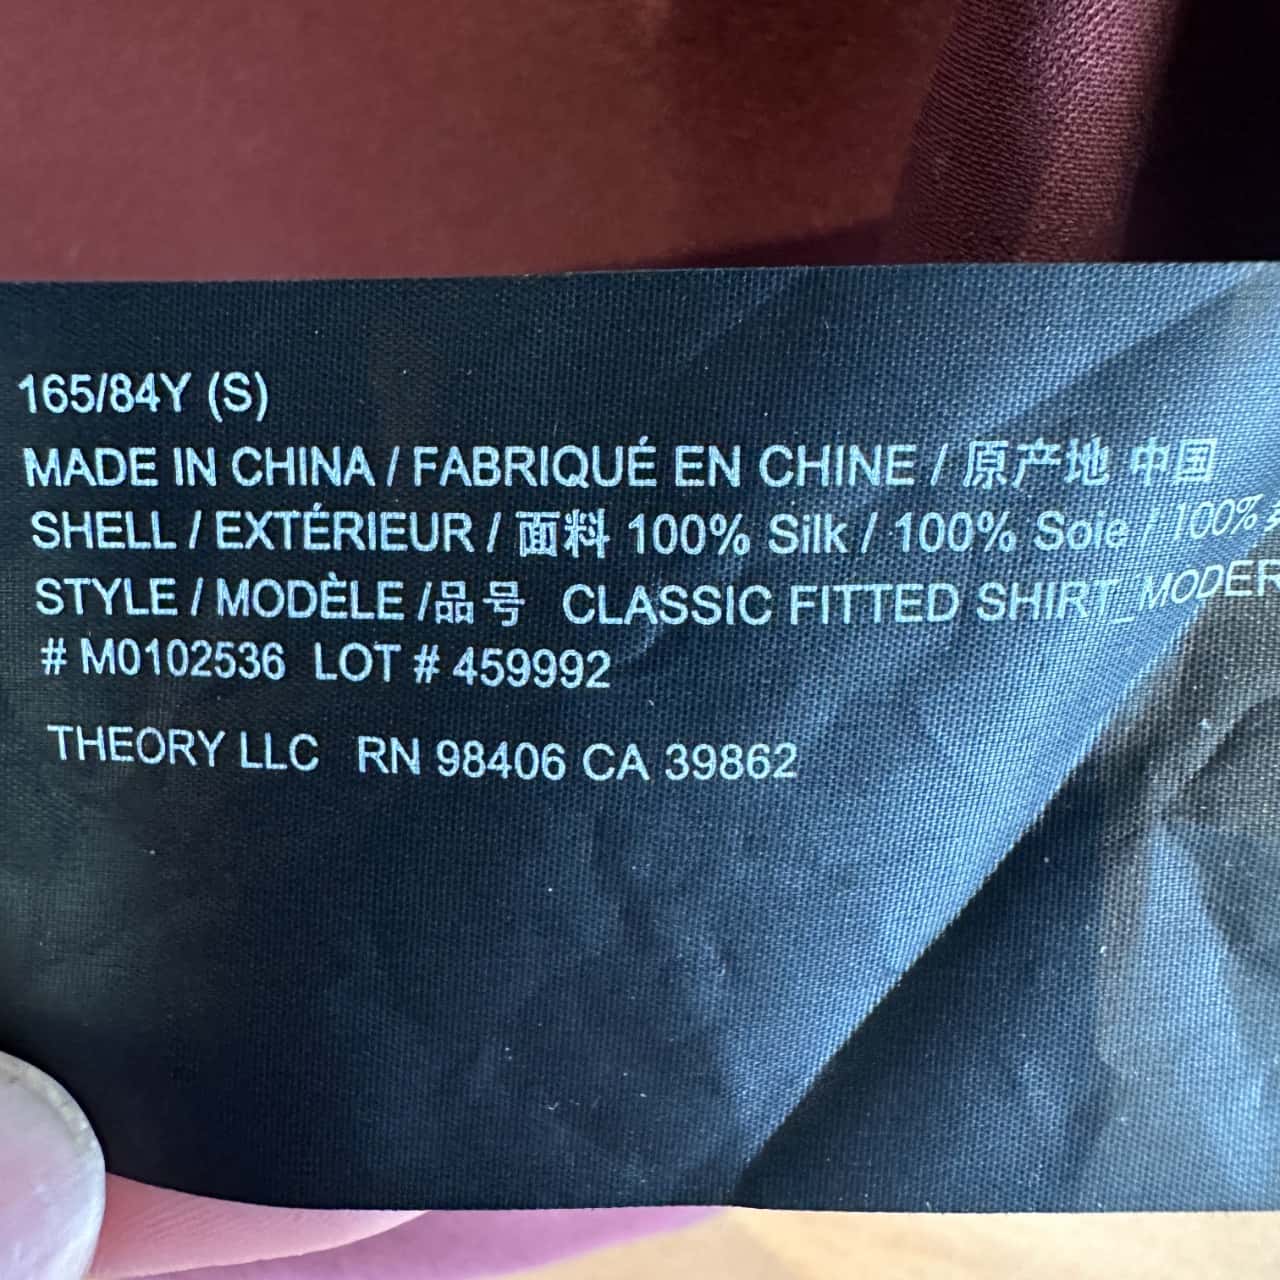 165/84Y (S)
MADE IN CHINA / FABRIQUÉ EN CHINE / 原产地 中国
SHELL / EXTÉRIEUR / 面料 100% Silk / 100% Soie / 100%
STYLE / MODÈLE /品号 CLASSIC FITTED SHIRT_MODER
# M0102536 LOT # 459992
THEORY LLC RN 98406 CA 39862